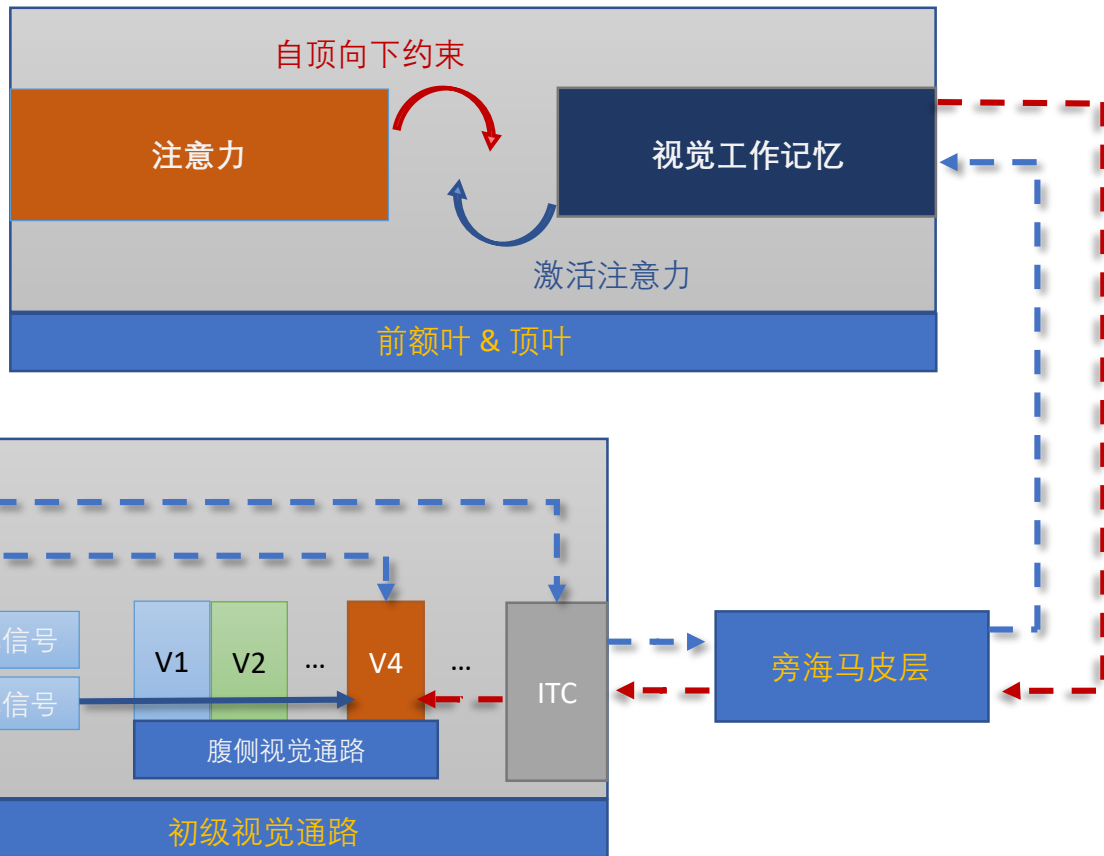 自顶向下约束
注意力
视觉工作记忆
激活注意力
前额叶 & 顶叶
信号
V1
V2
...
V4
...
信号
ITC
旁海马皮层
腹侧视觉通路
初级视觉通路